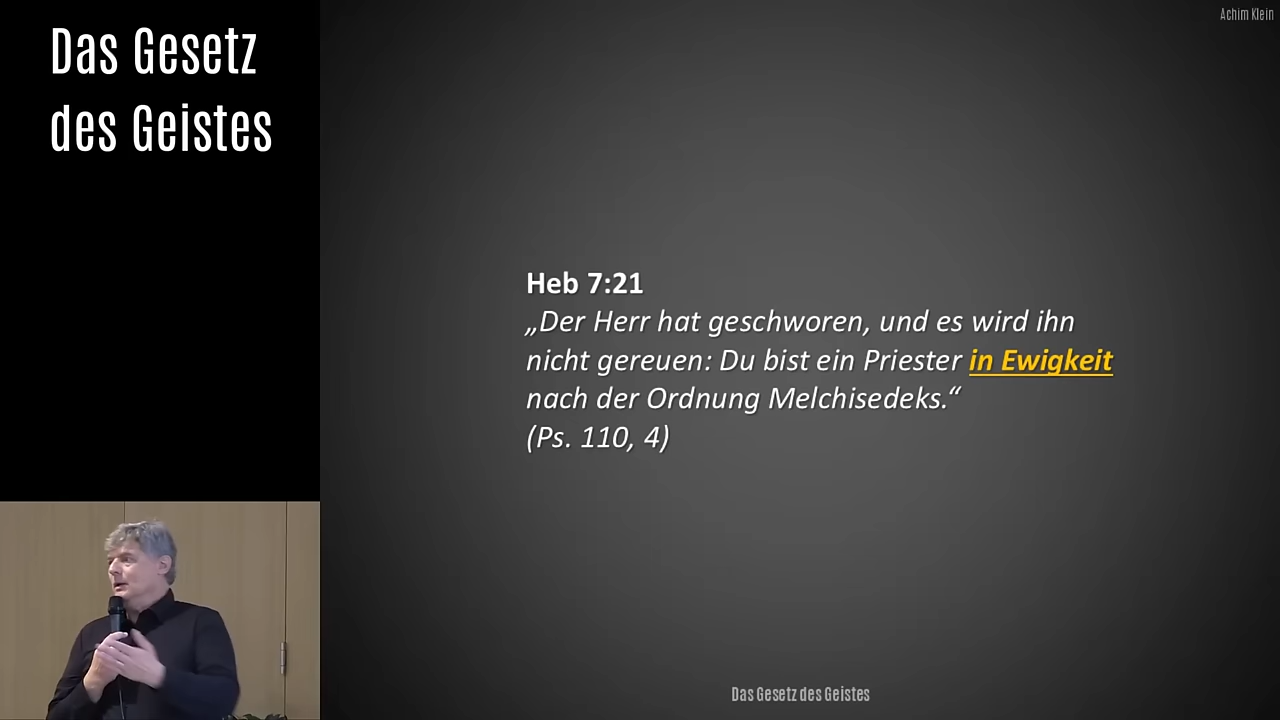 Das Gesetz
des Geistes
Achim Klein
Heb 7:21
„Der Herr hat geschworen, und es wird ihn
nicht gereuen: Du bist ein Priester in Ewigkeit
nach der Ordnung Melchisedeks.“
(Ps. 110, 4)
Das Gesetz des Geistes